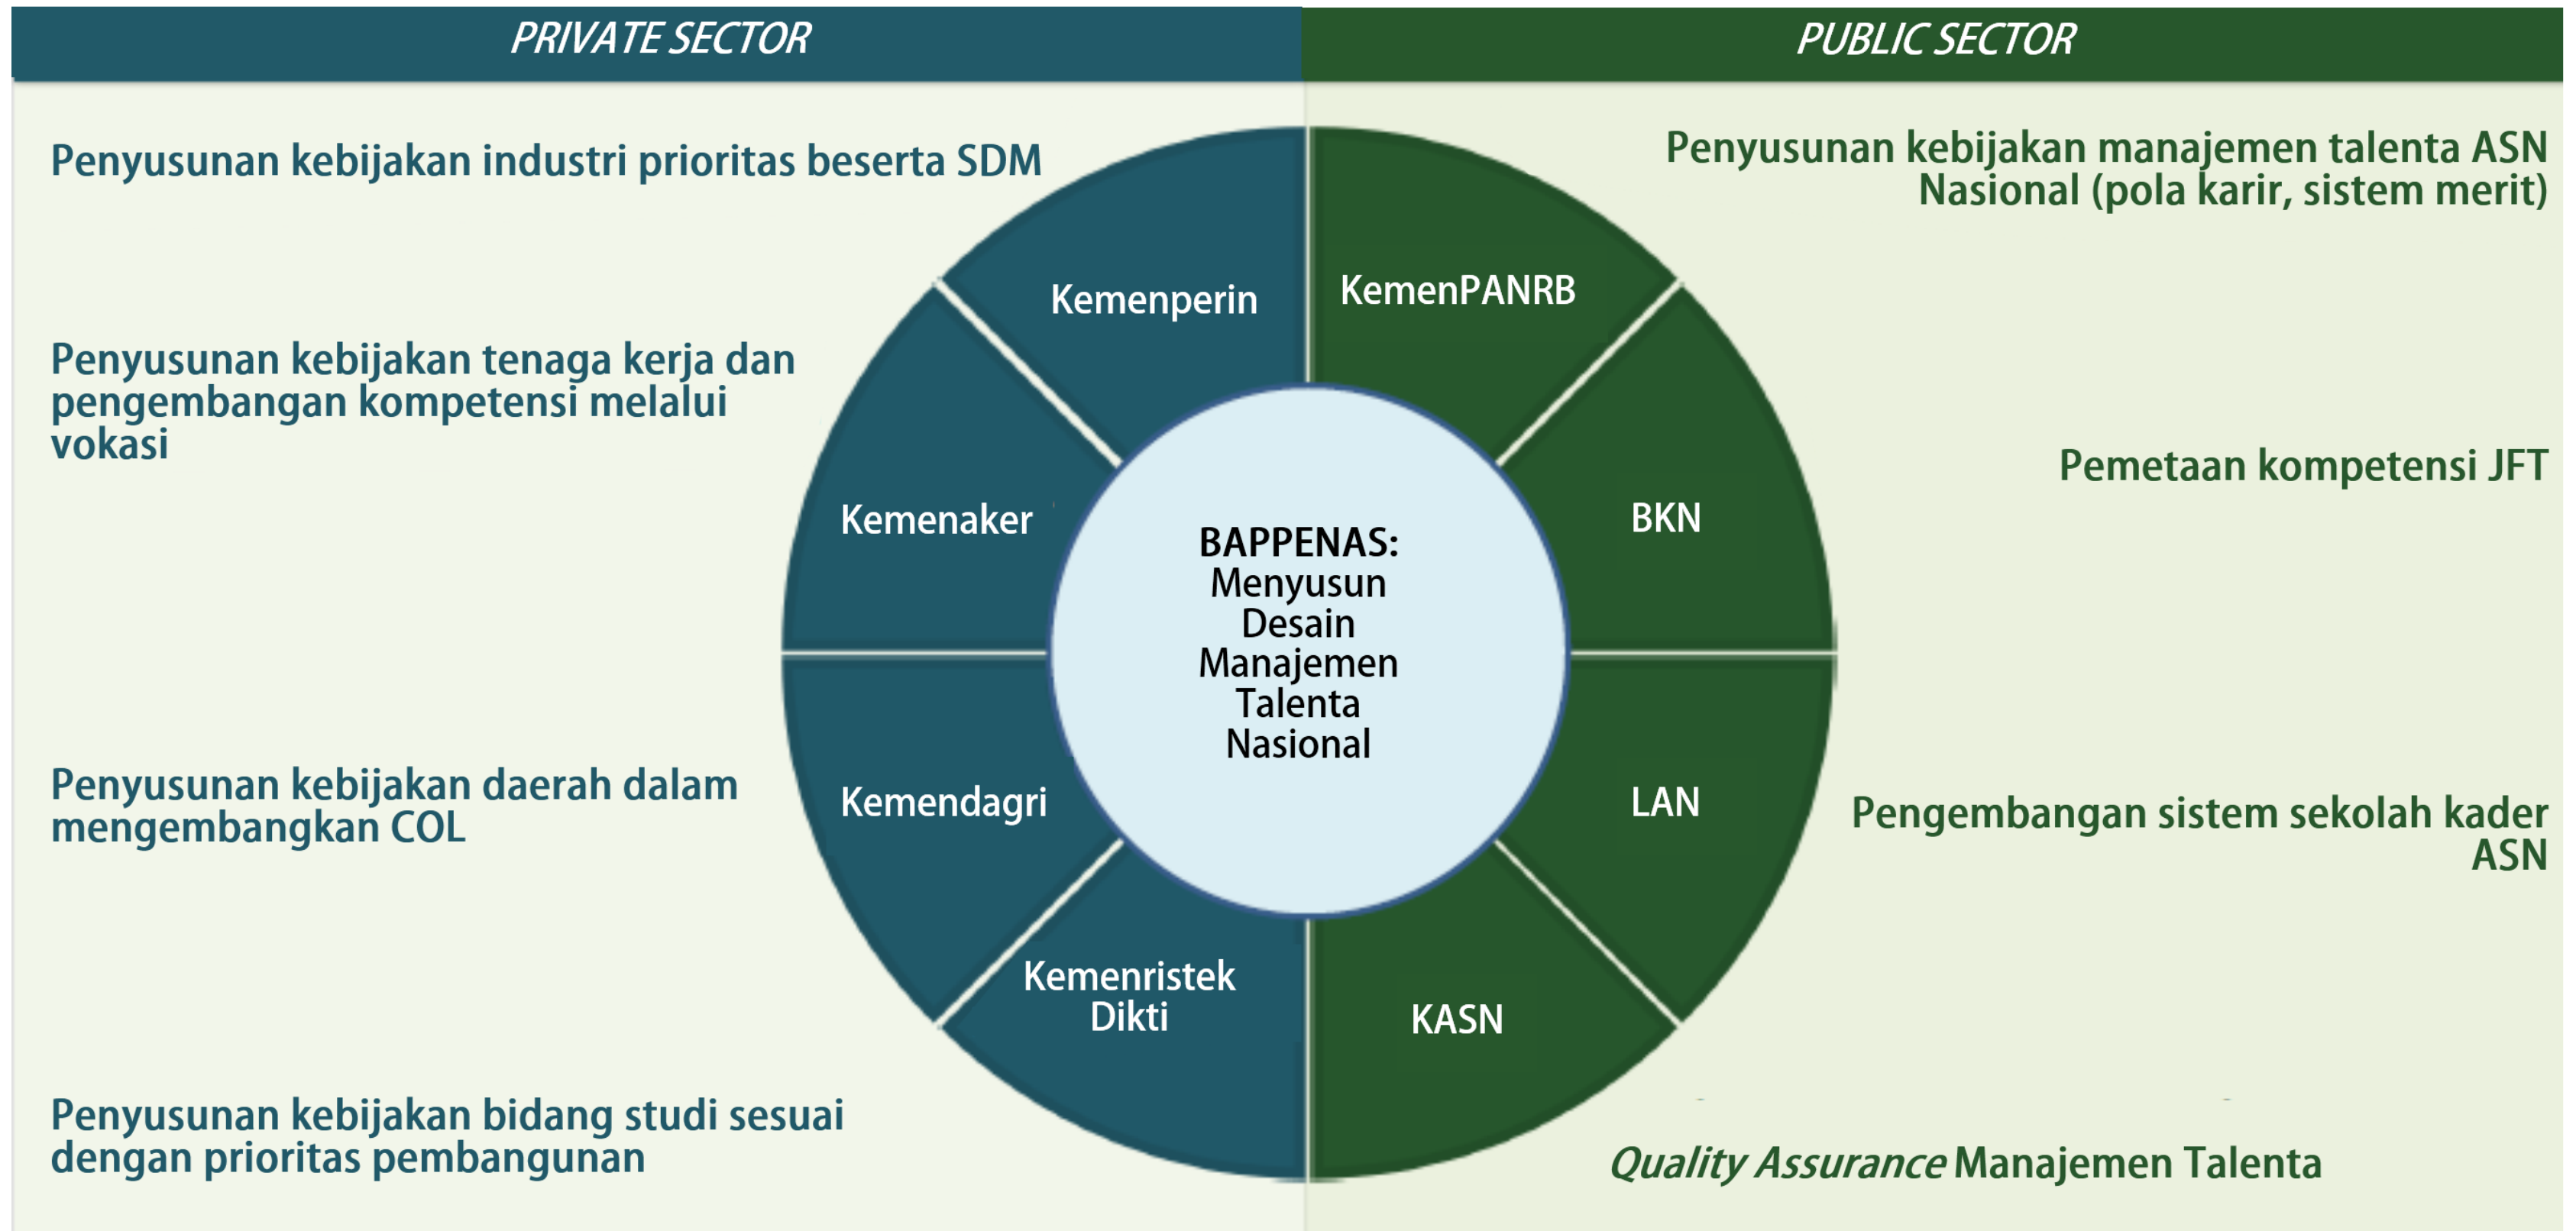 PRIVATE SECTOR
PUBLIC SECTOR
Penyusunan kebijakan industri prioritas beserta SDM
Penyusunan kebijakan tenaga kerja dan
pengembangan kompetensi melalui
vokasi
Penyusunan kebijakan daerah dalam
mengembangkan COL
Penyusunan kebijakan bidang studi sesuai
dengan prioritas pembangunan
Kemenperin
Kemenaker
Kemendagri
Kemenristek
Dikti
BAPPENAS:
Menyusun
Desain
Manajemen
Talenta
Nasional
KemenPANRB
BKN
LAN
KASN
Penyusunan kebijakan manajemen talenta ASN
Nasional (pola karir, sistem merit)
Pemetaan kompetensi JFT
Pengembangan sistem sekolah kader
ASN
Quality Assurance Manajemen Talenta